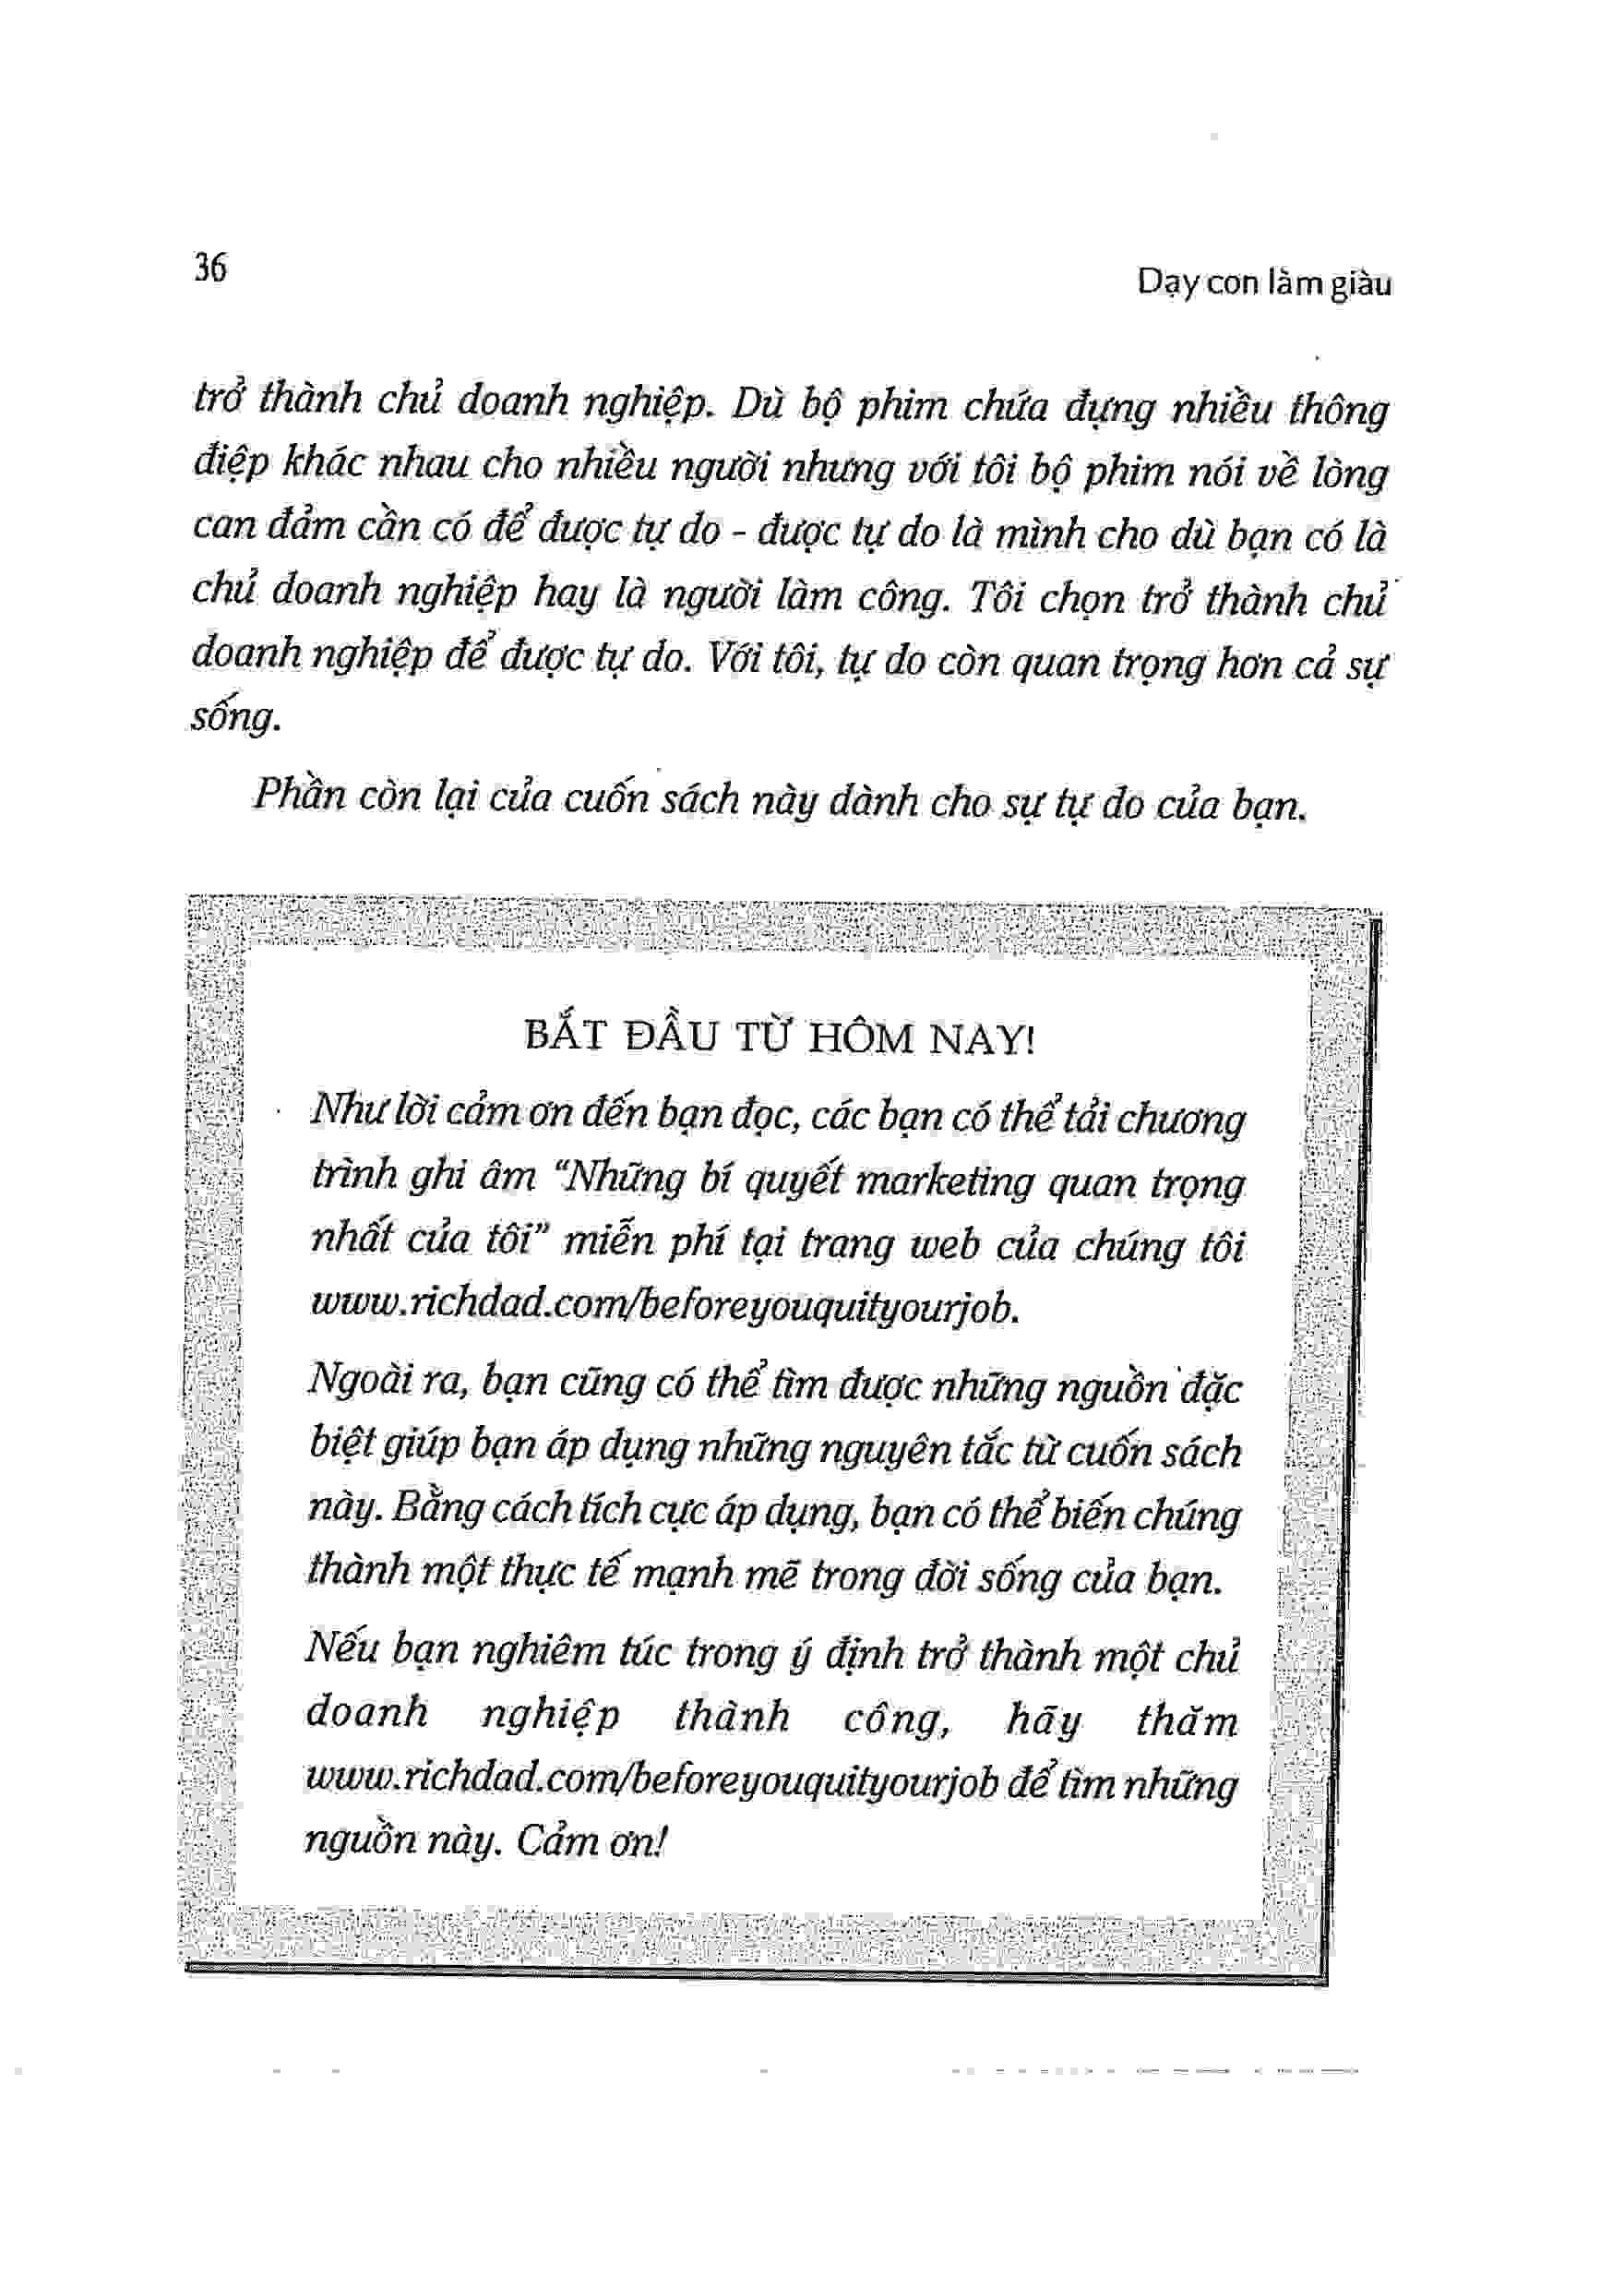 36
Dạy con làm giàu
trở thành chủ doanh nghiệp. Dù bộ phim chứa đựng nhiều thông
điệp khác nhau cho nhiều người nhưng với tôi bộ phim nói về lòng
can đảm cần có để được tự do - được tự do là mình cho dù bạn có là
chủ doanh nghiệp hay là người làm công. Tôi chọn trở thành chủ
doanh nghiệp để được tự do. Với tôi, tự do còn quan trọng hơn cả sự
sống.
Phần còn lại của cuốn sách này dành cho sự tự do của bạn.
BẮT ĐẦU TỪ HÔM NAY!
Như lời cảm ơn đến bạn đọc, các bạn có thể tải chương
trình ghi âm “Những bí quyết marketing quan trọng
nhất của tôi” miễn phí tại trang web của chúng tôi
www.richdad.com/beforeyouquityourjob.
Ngoài ra, bạn cũng có thể tìm được những nguồn đặc
biệt giúp bạn áp dụng những nguyên tắc từ cuốn sách
này. Bằng cách tích cực áp dụng, bạn có thể biến chúng
thành một thực tế mạnh mẽ trong đời sống của bạn.
Nếu bạn nghiêm túc trong ý định trở thành một chủ
doanh nghiệp thành công, hãy thăm
www.richdad.com/beforeyouquityourjob để tìm những
nguồn này. Cảm ơn!